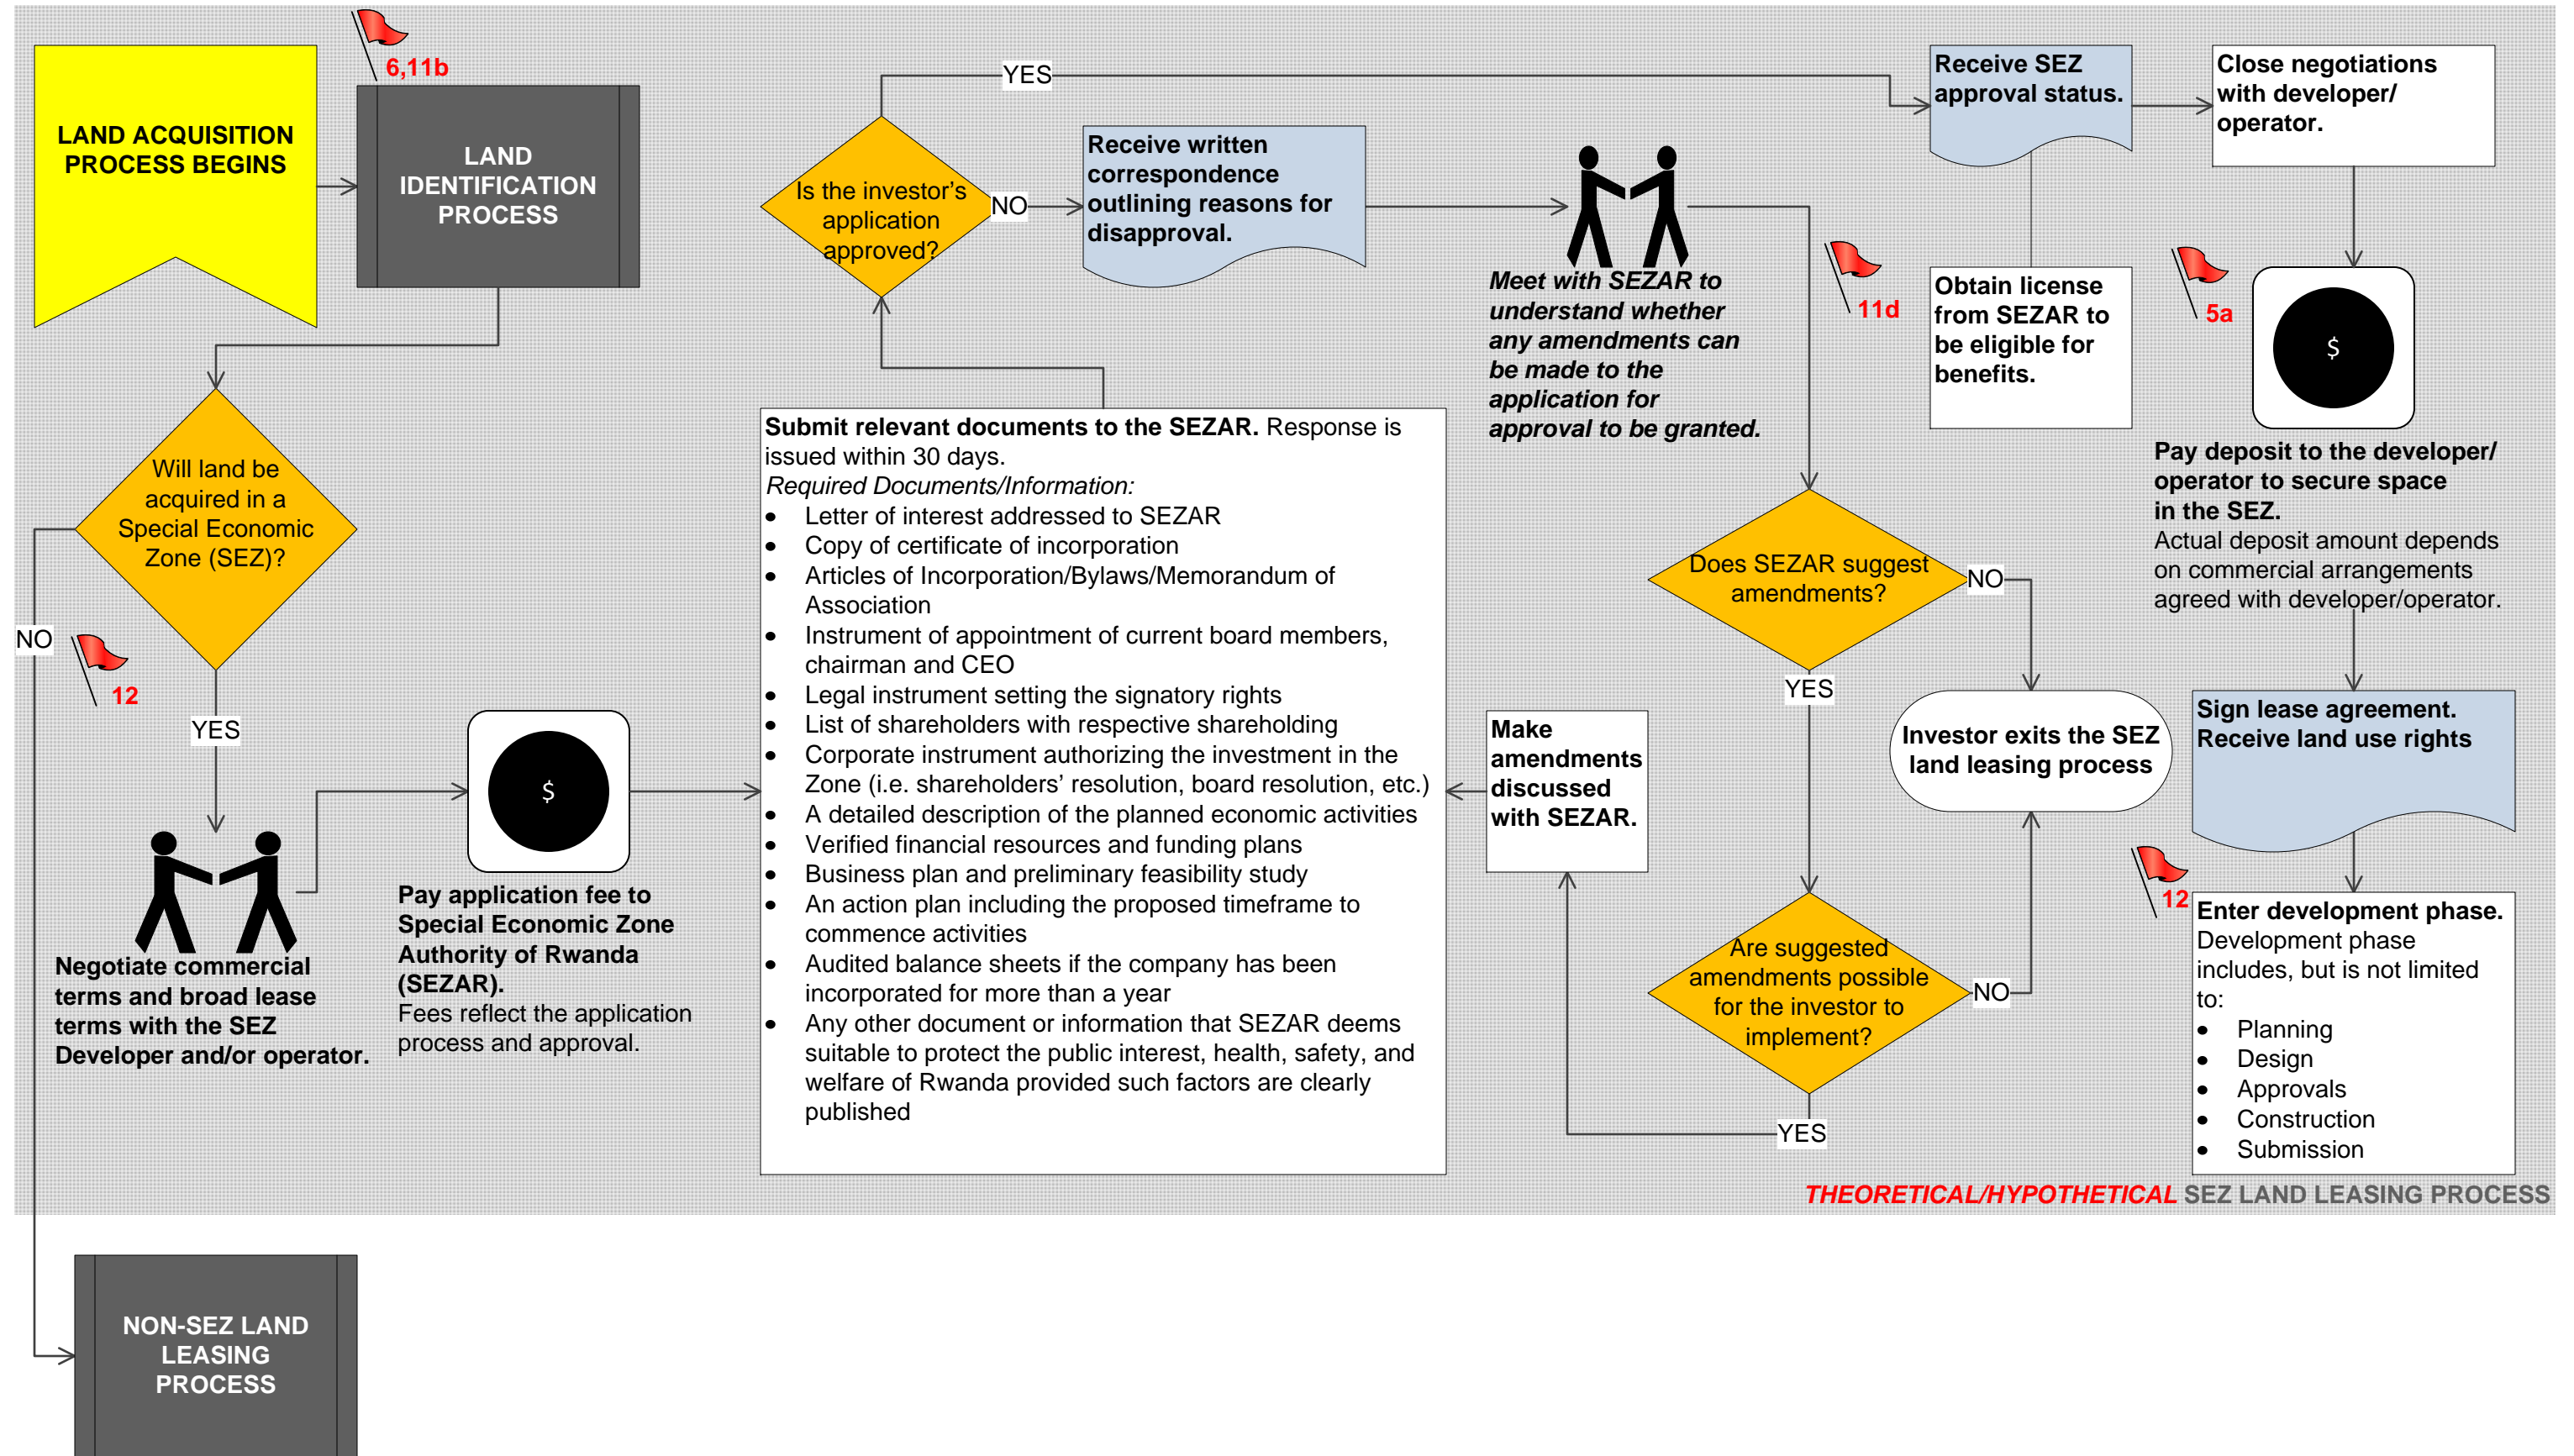 6,11b
LAND ACQUISITION
PROCESS BEGINS
LAND
IDENTIFICATION
PROCESS
Will land be
acquired in a
Special Economic
Zone (SEZ)?
NO
12
YES
Negotiate commercial
terms and broad lease
terms with the SEZ
Developer and/or operator.
$
Pay application fee to
Special Economic Zone
Authority of Rwanda
(SEZAR).
Fees reflect the application
process and approval.
Submit relevant documents to the SEZAR. Response is
issued within 30 days.
Required Documents/Information:
• Letter of interest addressed to SEZAR
• Copy of certificate of incorporation
• Articles of Incorporation/Bylaws/Memorandum of
Association
• Instrument of appointment of current board members,
chairman and CEO
• Legal instrument setting the signatory rights
• List of shareholders with respective shareholding
• Corporate instrument authorizing the investment in the
Zone (i.e. shareholders’ resolution, board resolution, etc.)
• A detailed description of the planned economic activities
• Verified financial resources and funding plans
• Business plan and preliminary feasibility study
• An action plan including the proposed timeframe to
commence activities
• Audited balance sheets if the company has been
incorporated for more than a year
• Any other document or information that SEZAR deems
suitable to protect the public interest, health, safety, and
welfare of Rwanda provided such factors are clearly
published
Is the investor’s
application
approved?
YES
NO
Receive written
correspondence
outlining reasons for
disapproval.
Meet with SEZAR to
understand whether
any amendments can
be made to the
application for
approval to be granted.
11d
Does SEZAR suggest
amendments?
NO
YES
Are suggested
amendments possible
for the investor to
implement?
NO
YES
Make
amendments
discussed
with SEZAR.
Investor exits the SEZ
land leasing process
Receive SEZ
approval status.
Obtain license
from SEZAR to
be eligible for
benefits.
Close negotiations
with developer/
operator.
5a
$
Pay deposit to the developer/
operator to secure space
in the SEZ.
Actual deposit amount depends
on commercial arrangements
agreed with developer/operator.
Sign lease agreement.
Receive land use rights
12
Enter development phase.
Development phase
includes, but is not limited
to:
• Planning
• Design
• Approvals
• Construction
• Submission
THEORETICAL/HYPOTHETICAL SEZ LAND LEASING PROCESS
NON-SEZ LAND
LEASING
PROCESS